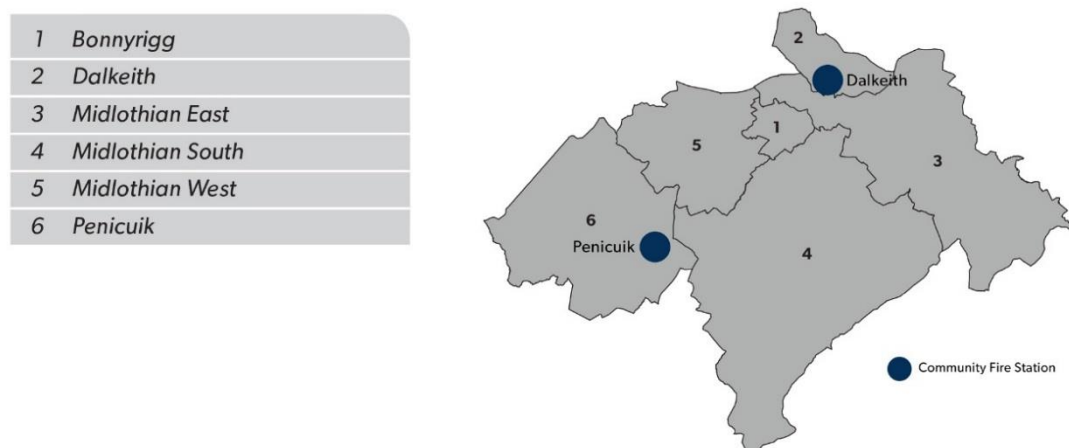 1 Bonnyrigg
2 Dalkeith
3 Midlothian East
4 Midlothian South
5 Midlothian West
6 Penicuik
2
Dalkeith
1
5
3
6
Penicuik
4
Community Fire Station